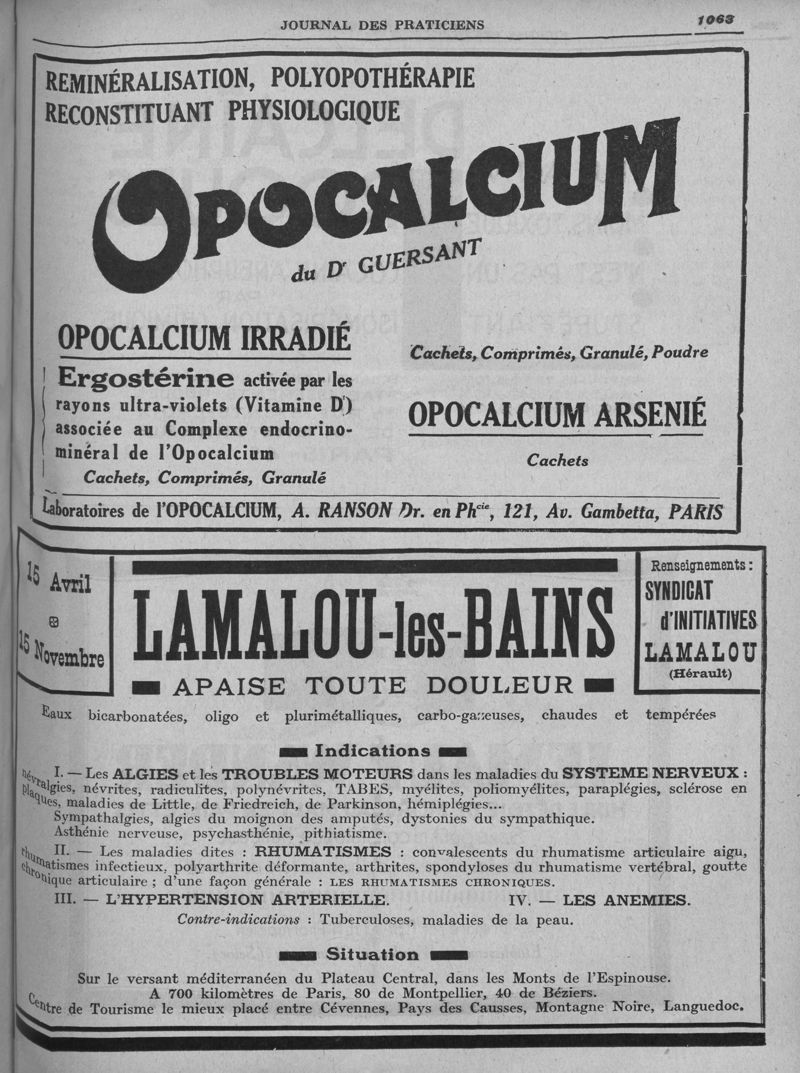 JOURNAL DES PRATICIENS
1063
REMINÉRALISATION, POLYOPOTHÉRAPIE
RECONSTITUANT PHYSIOLOGIQUE
OPOCALCIUM
du Dr GUERSANT
OPOCALCIUM IRRADIÉ
Ergostérine activée par les
rayons ultra-violets (Vitamine D)
associée au Complexe endocrino-
minéral de l'Opocalcium
Cachets, Comprimés, Granulé
Cachets, Comprimés, Granulé, Poudre
OPOCALCIUM ARSENIÉ
Cachets
Laboratoires de l'OPOCALCIUM, A. RANSON Dr. en Phcie, 121, Av. Gambetta, PARIS
15 Avril
15 Novembre
LAMALOU-les-BAINS
APAISE TOUTE DOULEUR
Renseignements :
SYNDICAT
d'INITIATIVES
LAMALOU
(Hérault)
Eaux bicarbonatées, oligo et plurimétalliques, carbo-gazeuses, chaudes et tempérées
Indications
I. — Les ALGIES et les TROUBLES MOTEURS dans les maladies du SYSTEME NERVEUX :
névralgies, névrites, radiculites, polynévrites, TABES, myélites, poliomyélites, paraplégies, sclérose en
plaques, maladies de Little, de Friedreich, de Parkinson, hémiplégies...
Sympathalgies, algies du moignon des amputés, dystonies du sympathique.
Asthénie nerveuse, psychasthénie, pithiatisme.
II. — Les maladies dites : RHUMATISMES : convalescents du rhumatisme articulaire aigu,
rhumatismes infectieux, polyarthrite déformante, arthrites, spondyloses du rhumatisme vertébral, goutte
chronique articulaire ; d'une façon générale : LES RHUMATISMES CHRONIQUES.
III. — L'HYPERTENSION ARTERIELLE. IV. — LES ANEMIES.
Contre-indications : Tuberculoses, maladies de la peau.
Situation
Sur le versant méditerranéen du Plateau Central, dans les Monts de l'Espinouse.
A 700 kilomètres de Paris, 80 de Montpellier, 40 de Béziers.
Centre de Tourisme le mieux placé entre Cévennes, Pays des Causses, Montagne Noire, Languedoc.